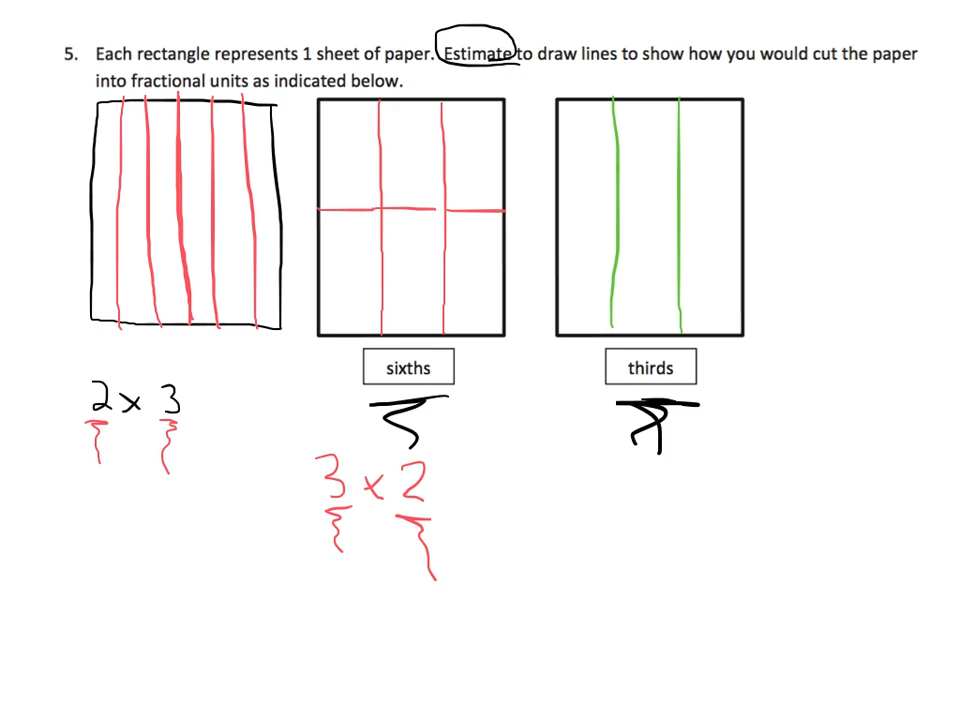 5. Each rectangle represents 1 sheet of paper. Estimate to draw lines to show how you would cut the paper
into fractional units as indicated below.
sixths
thirds
2 x 3
3 x 2